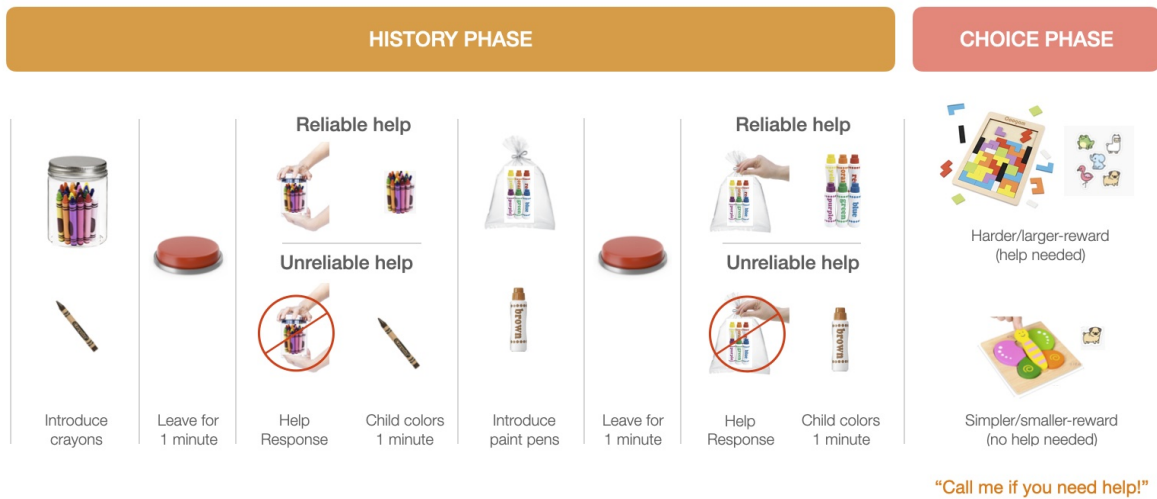 HISTORY PHASE
CHOICE PHASE
Reliable help
Reliable help
Harder/larger-reward
(help needed)
Unreliable help
Unreliable help
brown
brown
Introduce
crayons
Leave for
1 minute
Help
Response
Child colors
1 minute
Introduce
paint pens
Leave for
1 minute
Help
Response
Child colors
1 minute
Simpler/smaller-reward
(no help needed)
“Call me if you need help!”